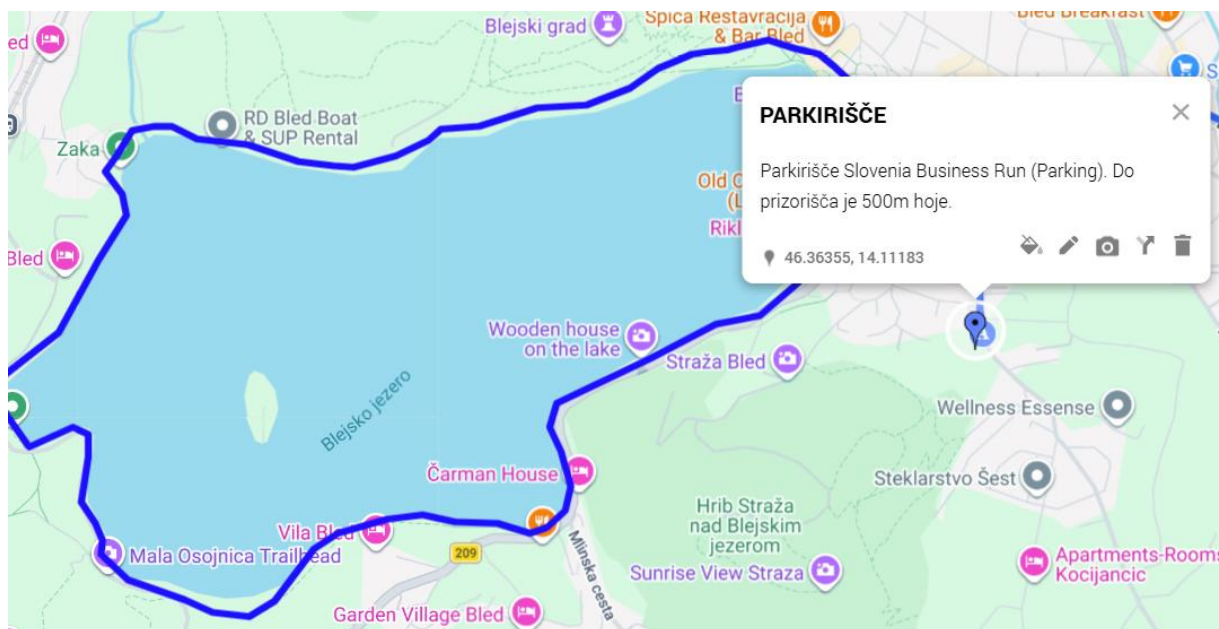 Blejski grad
Spica Restavracija
& Bar Bled
Bled Breakfast
ed
RD Bled Boat
& SUP Rental
Zaka
PARKIRIŠČE
Parkirišče Slovenia Business Run (Parking). Do
prizorišča je 500m hoje.
46.36355, 14.11183
Old
Rikl
Bled
Wooden house
on the lake
Straža Bled
Blejsko jezero
Wellness Essense
Čarman House
Steklarstvo Šest
Hrib Straža
nad Blejskim
jezerom
Vila Bled
Mala Osojnica Trailhead
209
Mlinska cesta
Sunrise View Straza
Apartments-Rooms
Kocijancic
Garden Village Bled